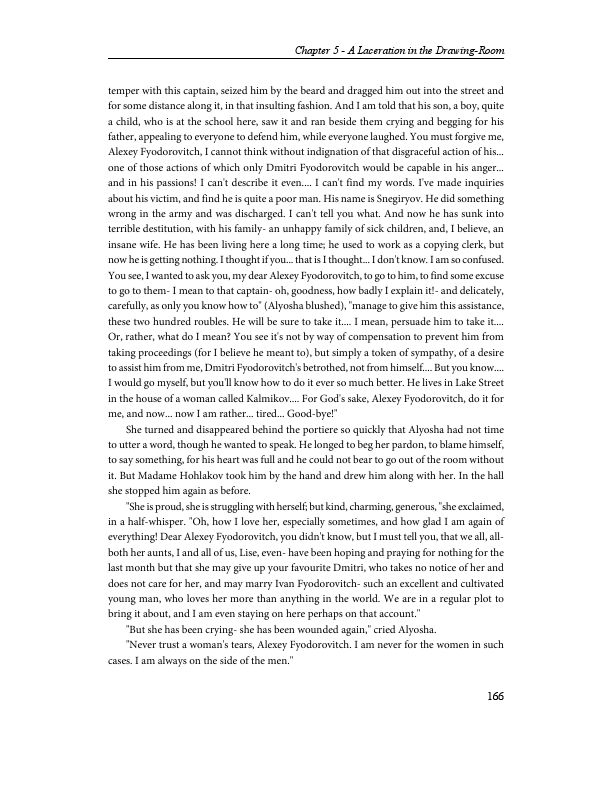 Chapter 5 - A Laceration in the Drawing-Room
temper with this captain, seized him by the beard and dragged him out into the street and
for some distance along it, in that insulting fashion. And I am told that his son, a boy, quite
a child, who is at the school here, saw it and ran beside them crying and begging for his
father, appealing to everyone to defend him, while everyone laughed. You must forgive me,
Alexey Fyodorovitch, I cannot think without indignation of that disgraceful action of his...
one of those actions of which only Dmitri Fyodorovitch would be capable in his anger...
and in his passions! I can't describe it even.... I can't find my words. I've made inquiries
about his victim, and find he is quite a poor man. His name is Snegiryov. He did something
wrong in the army and was discharged. I can't tell you what. And now he has sunk into
terrible destitution, with his family- an unhappy family of sick children, and, I believe, an
insane wife. He has been living here a long time; he used to work as a copying clerk, but
now he is getting nothing. I thought if you... that is I thought... I don't know. I am so confused.
You see, I wanted to ask you, my dear Alexey Fyodorovitch, to go to him, to find some excuse
to go to them- I mean to that captain- oh, goodness, how badly I explain it!- and delicately,
carefully, as only you know how to" (Alyosha blushed), "manage to give him this assistance,
these two hundred roubles. He will be sure to take it.... I mean, persuade him to take it....
Or, rather, what do I mean? You see it's not by way of compensation to prevent him from
taking proceedings (for I believe he meant to), but simply a token of sympathy, of a desire
to assist him from me, Dmitri Fyodorovitch's betrothed, not from himself.... But you know....
I would go myself, but you'll know how to do it ever so much better. He lives in Lake Street
in the house of a woman called Kalmikov.... For God's sake, Alexey Fyodorovitch, do it for
me, and now... now I am rather... tired... Good-bye!"
She turned and disappeared behind the portiere so quickly that Alyosha had not time
to utter a word, though he wanted to speak. He longed to beg her pardon, to blame himself,
to say something, for his heart was full and he could not bear to go out of the room without
it. But Madame Hohlakov took him by the hand and drew him along with her. In the hall
she stopped him again as before.
"She is proud, she is struggling with herself; but kind, charming, generous, "she exclaimed,
in a half-whisper. "Oh, how I love her, especially sometimes, and how glad I am again of
everything! Dear Alexey Fyodorovitch, you didn't know, but I must tell you, that we all, all-
both her aunts, I and all of us, Lise, even- have been hoping and praying for nothing for the
last month but that she may give up your favourite Dmitri, who takes no notice of her and
does not care for her, and may marry Ivan Fyodorovitch- such an excellent and cultivated
young man, who loves her more than anything in the world. We are in a regular plot to
bring it about, and I am even staying on here perhaps on that account."
"But she has been crying- she has been wounded again," cried Alyosha.
"Never trust a woman's tears, Alexey Fyodorovitch. I am never for the women in such
cases. I am always on the side of the men."
166